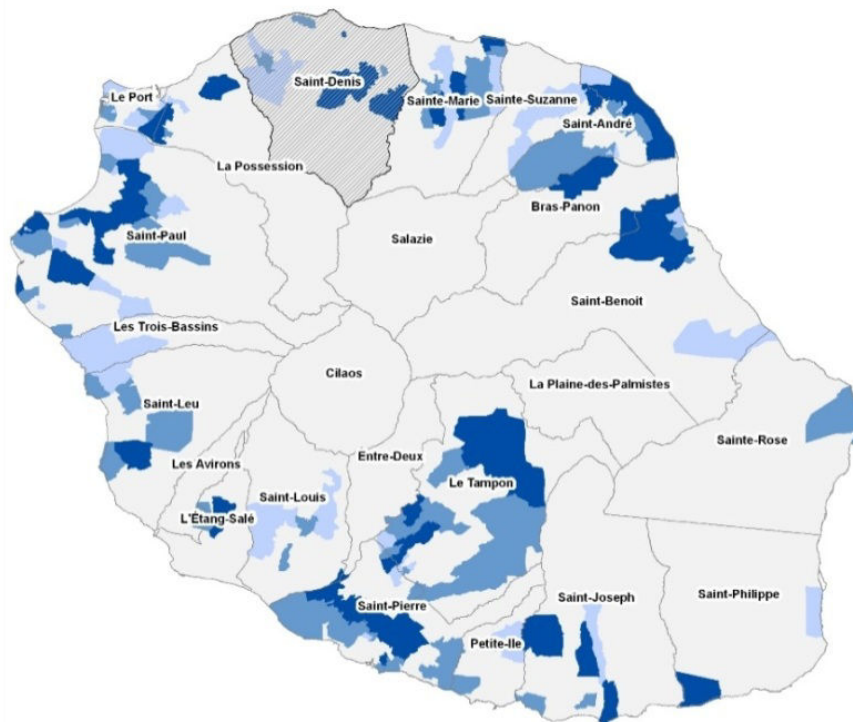 Saint-Denis
Le Port
Sainte-Marie
Sainte-Suzanne
Saint-André
La Possession
Bras-Panon
Saint-Paul
Salazie
Saint-Benoit
Les Trois-Bassins
Cilaos
La Plaine-des-Palmistes
Saint-Leu
Sainte-Rose
Les Avirons
Entre-Deux
Le Tampon
Saint-Louis
L'Étang-Salé
Saint-Joseph
Saint-Philippe
Saint-Pierre
Petite-Ile